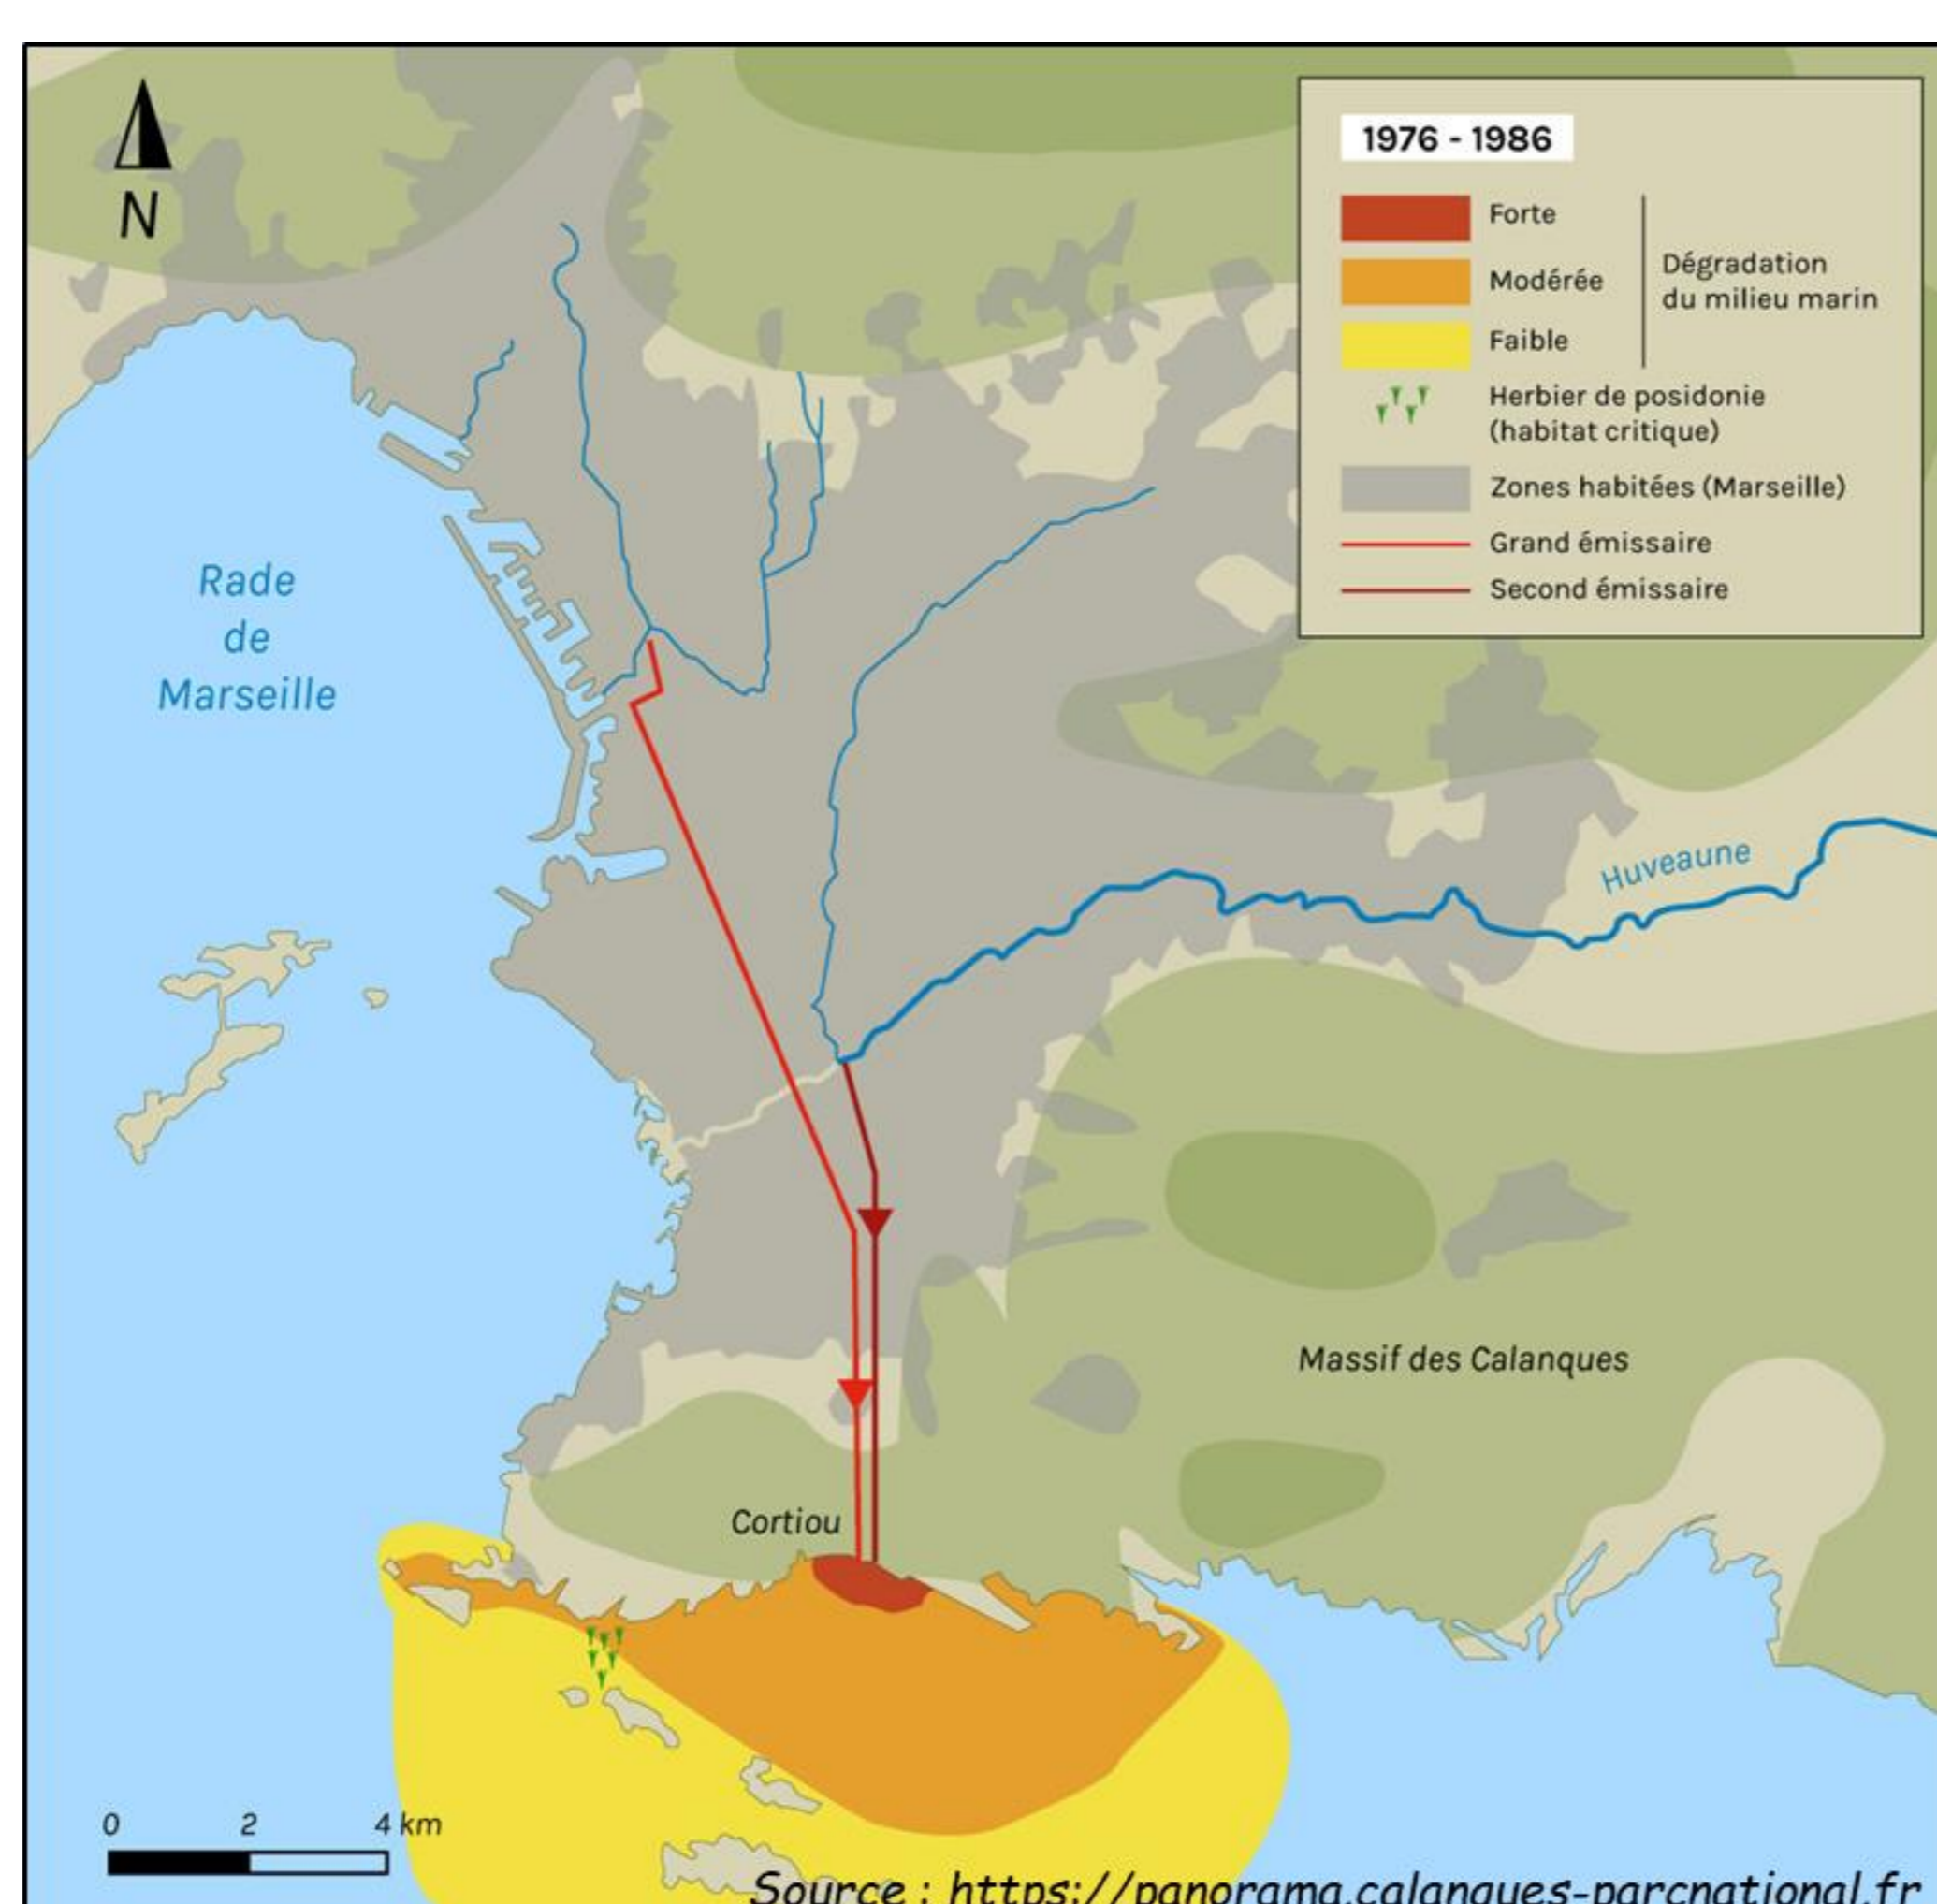 N
1976 - 1986
Forte
Modérée
Faible
Dégradation
du milieu marin
Herbier de posidonie
(habitat critique)
Zones habitées (Marseille)
Grand émissaire
Second émissaire
Rade
de
Marseille
Huveaune
Massif des Calanques
Cortiou
0 2 4 km
Source : https://panorama.calanques-parcnational.fr